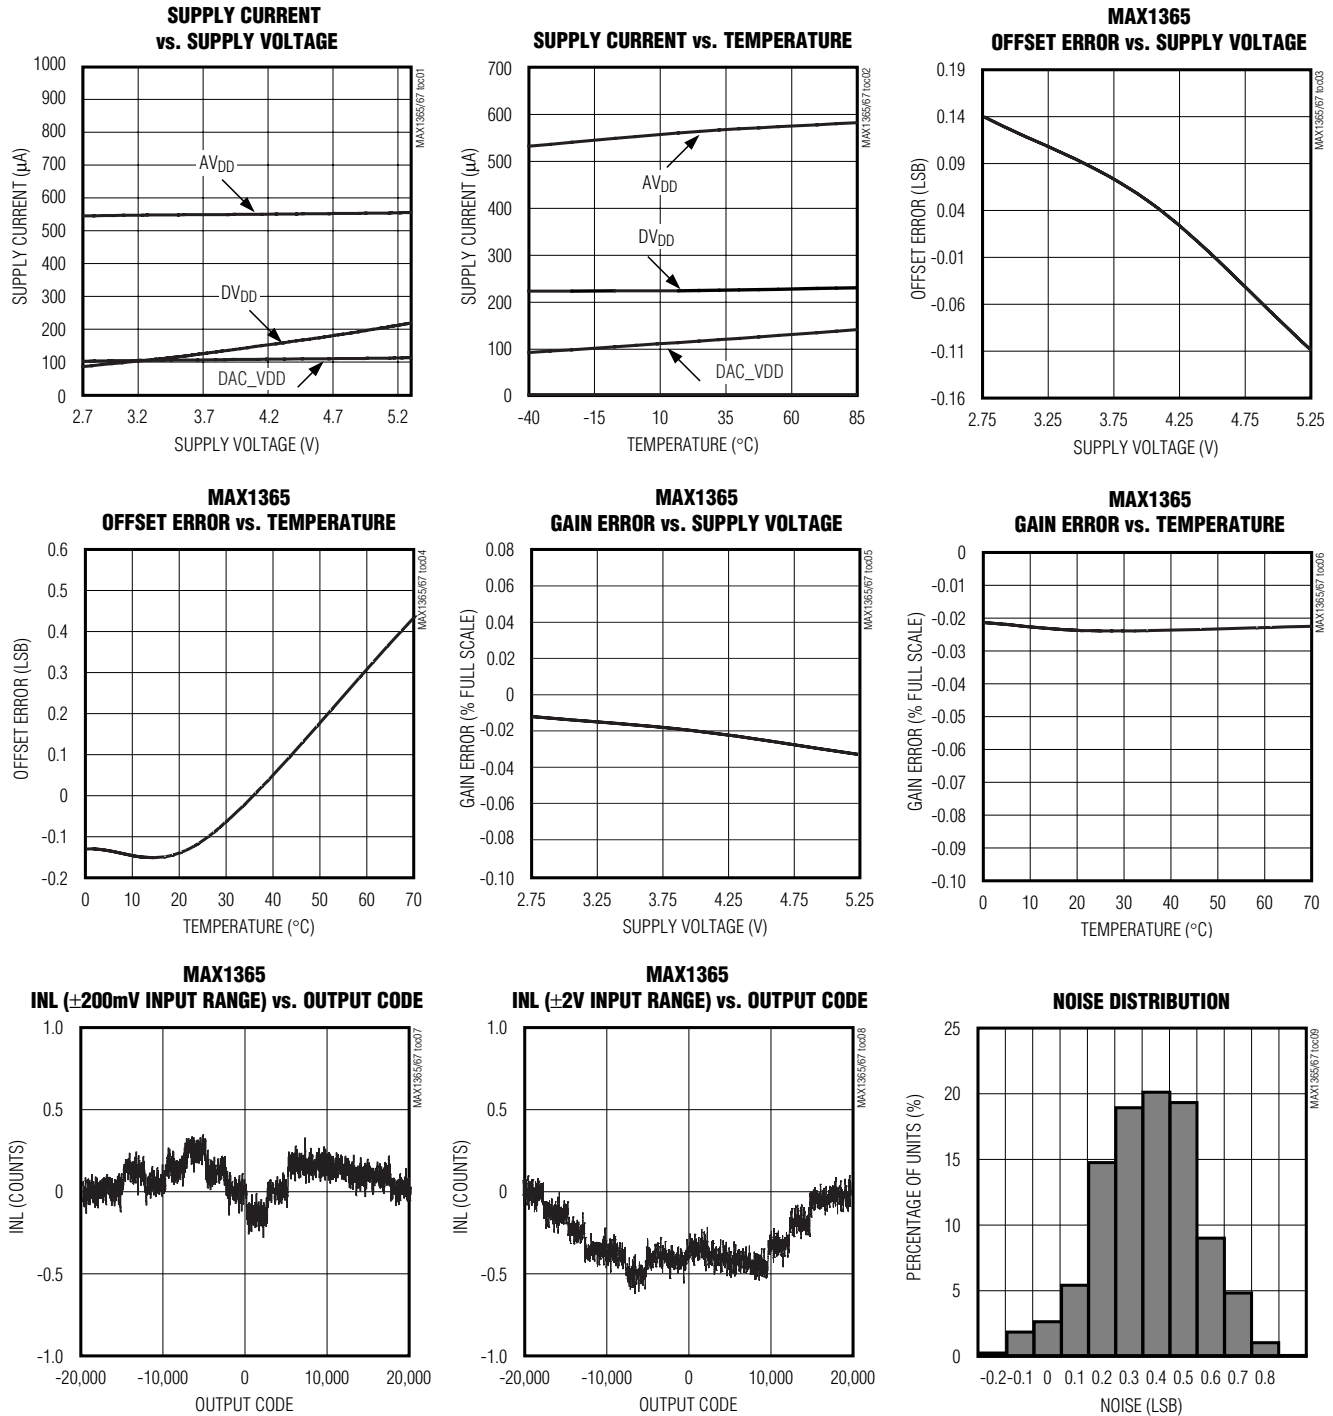 SUPPLY CURRENT
vs. SUPPLY VOLTAGE
1000
900
800
700
600
500
400
300
200
100
0
SUPPLY CURRENT (µA)
AVDD
DVDD
DAC_VDD
2.7 3.2 3.7 4.2 4.7 5.2
SUPPLY VOLTAGE (V)
MAX1365/67 toc01
SUPPLY CURRENT vs. TEMPERATURE
700
600
500
400
300
200
100
0
SUPPLY CURRENT (µA)
AVDD
DVDD
DAC_VDD
-40 -15 10 35 60 85
TEMPERATURE (°C)
MAX1365/67 toc02
MAX1365
OFFSET ERROR vs. SUPPLY VOLTAGE
0.19
0.14
0.09
0.04
-0.01
-0.06
-0.11
-0.16
OFFSET ERROR (LSB)
2.75 3.25 3.75 4.25 4.75 5.25
SUPPLY VOLTAGE (V)
MAX1365/67 toc03
MAX1365
OFFSET ERROR vs. TEMPERATURE
0.6
0.5
0.4
0.3
0.2
0.1
0
-0.1
-0.2
OFFSET ERROR (LSB)
0 10 20 30 40 50 60 70
TEMPERATURE (°C)
MAX1365/67 toc04
MAX1365
GAIN ERROR vs. SUPPLY VOLTAGE
0.08
0.06
0.04
0.02
0
-0.02
-0.04
-0.06
-0.08
-0.10
GAIN ERROR (% FULL SCALE)
2.75 3.25 3.75 4.25 4.75 5.25
SUPPLY VOLTAGE (V)
MAX1365/67 toc05
MAX1365
GAIN ERROR vs. TEMPERATURE
0
-0.01
-0.02
-0.03
-0.04
-0.05
-0.06
-0.07
-0.08
-0.09
-0.10
GAIN ERROR (% FULL SCALE)
0 10 20 30 40 50 60 70
TEMPERATURE (°C)
MAX1365/67 toc06
MAX1365
INL (±200mV INPUT RANGE) vs. OUTPUT CODE
1.0
0.5
0
-0.5
-1.0
INL (COUNTS)
-20,000 -10,000 0 10,000 20,000
OUTPUT CODE
MAX1365/67 toc07
MAX1365
INL (±2V INPUT RANGE) vs. OUTPUT CODE
1.0
0.5
0
-0.5
-1.0
INL (COUNTS)
-20,000 -10,000 0 10,000 20,000
OUTPUT CODE
MAX1365/67 toc08
NOISE DISTRIBUTION
25
20
15
10
5
0
PERCENTAGE OF UNITS (%)
-0.2 -0.1 0 0.1 0.2 0.3 0.4 0.5 0.6 0.7 0.8
NOISE (LSB)
MAX1365/67 toc09